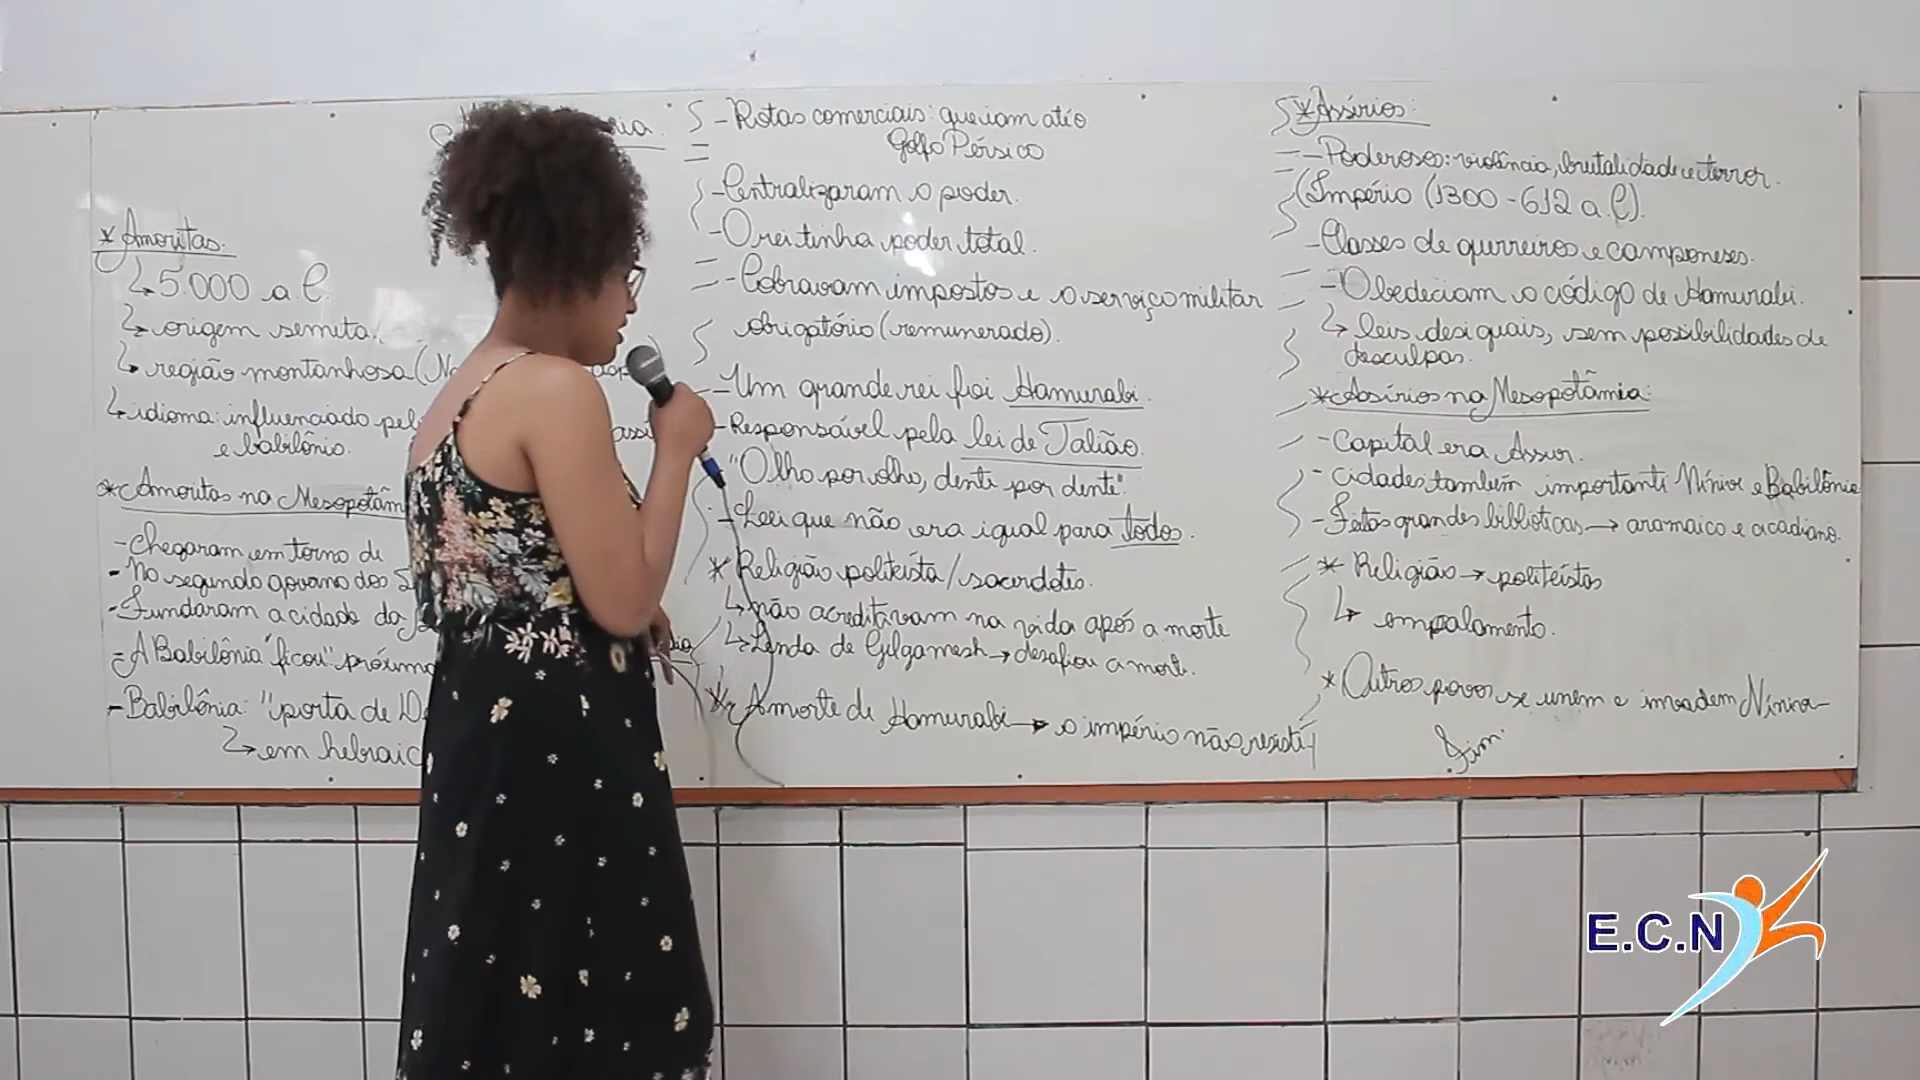 *Amoritas.
↳ 5.000 a.C.
↳ origem semita.
↳ região montanhosa
↳ idioma: influenciado
e babilônio.
*Amoritas na Mesopotâm
- Chegaram em torno de
- No segundo governo dos
- Fundaram a cidade da
- A Babilônia "ficou" próxima
- Babilônia: "porta de
↳ em hebraic
- Rotas comerciais: que iam até o
Golfo Pérsico
- Centralizaram o poder.
- O rei tinha poder total.
- Cobravam impostos e o serviço militar
obrigatório (remunerado).
- Um grande rei foi Hamurabi.
- Responsável pela lei de Talião.
"Olho por olho, dente por dente".
- Lei que não era igual para todos.
* Religião politeísta/sacerdotes.
↳ não acreditavam na vida após a morte
↳ Lenda de Gilgamesh → desafiou a morte.
* A morte de Hamurabi → o império não resisti
*Assírios:
- Poderosos: violência, brutalidade e terror.
(Império (1300 - 612 a.C).
- Classes de guerreiros e camponeses.
- Obedeciam o código de Hamurabi.
↳ leis desiguais, sem possibilidades de
desculpas.
*Assírios na Mesopotâmia:
- Capital era Assur.
- cidades também importante Nínive e Babilônia
- Feitos grandes bibliotecas → aramaico e acadiano.
* Religião → politeístas
↳ empalamento.
* Outros povos se unem e invadem Nínive
Fim.
E.C.N